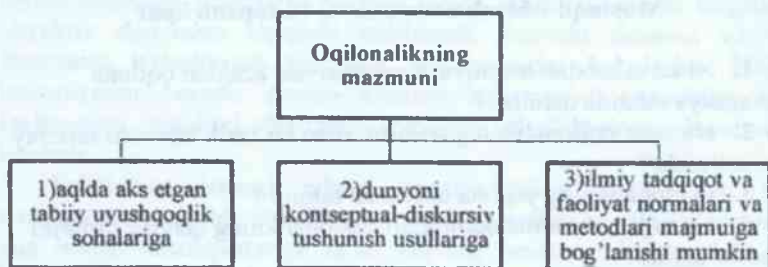 Oqilonalikning
mazmuni
1)aqlda aks etgan
tabiiy uyushqoqlik
sohalariga
2)dunyoni
kontseptual-diskursiv
tushunish usullariga
3)ilmiy tadqiqot va
faoliyat normalari va
metodlari majmuiga
bog'lanishi mumkin